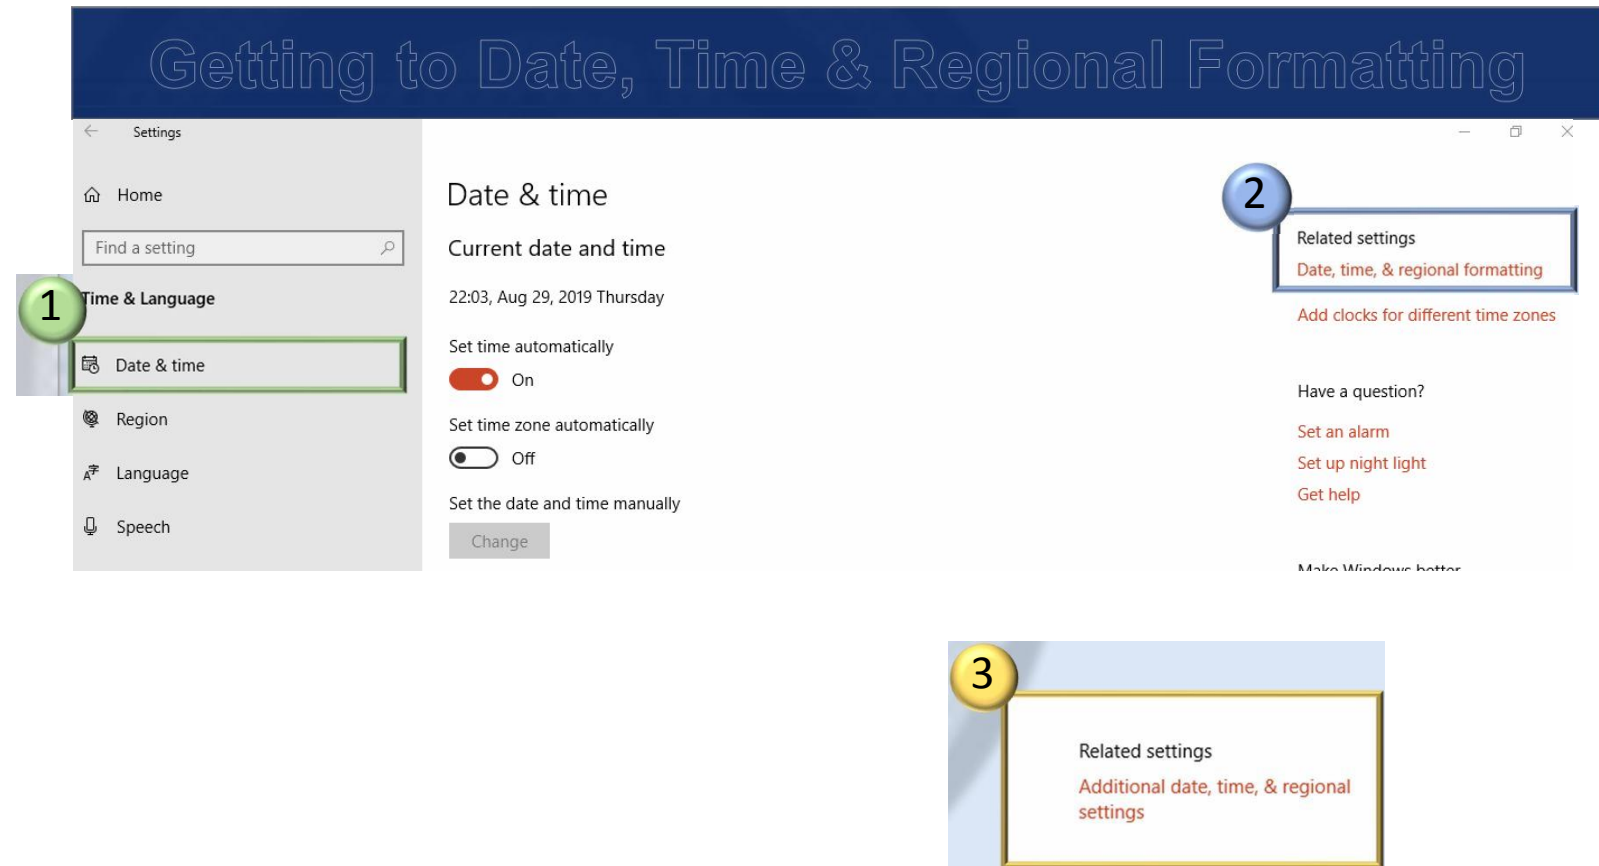 Getting to Date, Time & Regional Formatting
Settings
Home
Find a setting
1
Time & Language
Date & time
Region
Language
Speech
Date & time
Current date and time
22:03, Aug 29, 2019 Thursday
Set time automatically
On
Set time zone automatically
Off
Set the date and time manually
Change
2
Related settings
Date, time, & regional formatting
Add clocks for different time zones
Have a question?
Set an alarm
Set up night light
Get help
Make Windows better
3
Related settings
Additional date, time, & regional
settings